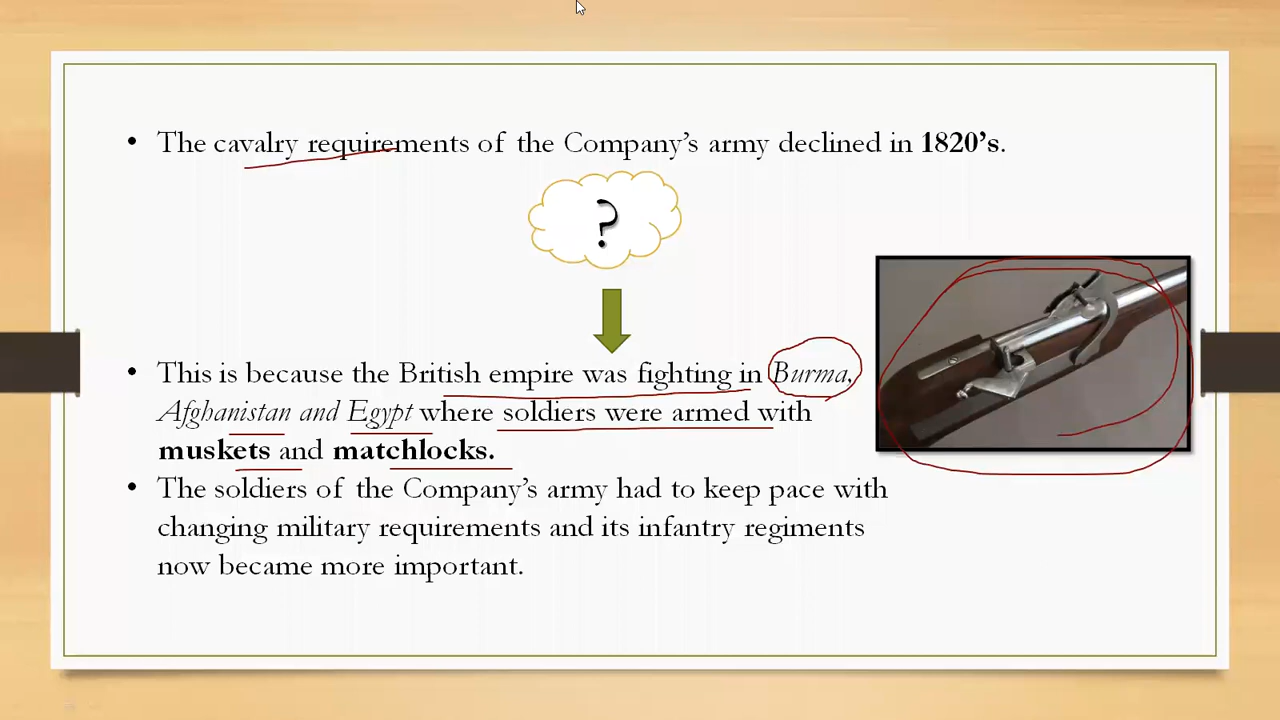 • The cavalry requirements of the Company's army declined in 1820's.
?
• This is because the British empire was fighting in Burma,
Afghanistan and Egypt where soldiers were armed with
muskets and matchlocks.
• The soldiers of the Company's army had to keep pace with
changing military requirements and its infantry regiments
now became more important.